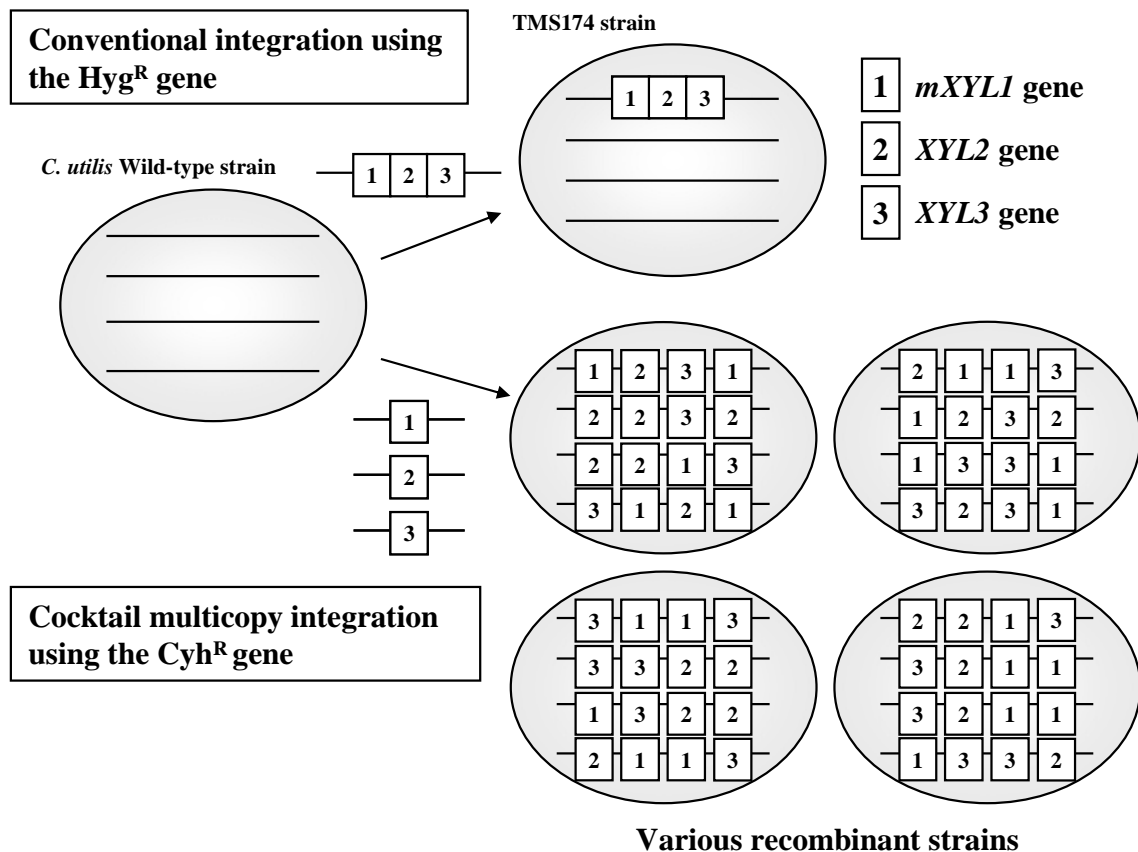 Conventional integration using
the Hyg^R gene
TMS174 strain
1 2 3
1 mXYL1 gene
2 XYL2 gene
3 XYL3 gene
C. utilis Wild-type strain
1 2 3
1
2
3
1 2 3 1
2 2 3 2
2 2 1 3
3 1 2 1
2 1 1 3
1 2 3 2
1 3 3 1
3 2 3 1
Cocktail multicopy integration
using the Cyh^R gene
3 1 1 3
3 3 2 2
1 3 2 2
2 1 1 3
2 2 1 3
3 2 1 1
3 2 1 1
1 3 3 2
Various recombinant strains